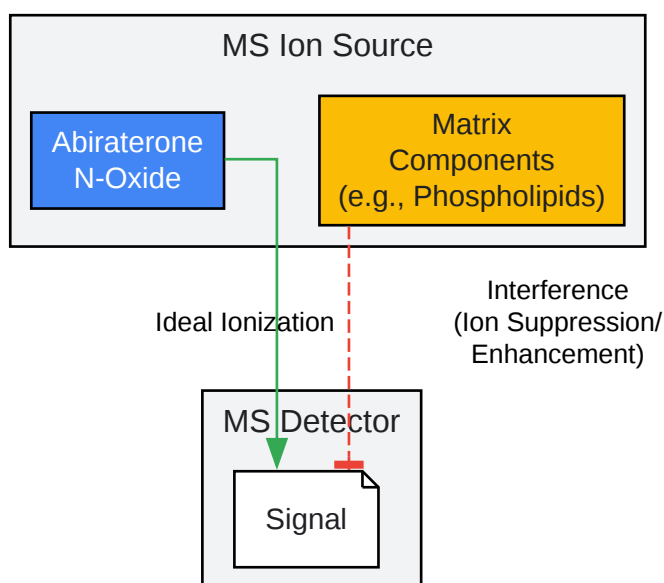 MS Ion Source
Abiraterone
N-Oxide
Matrix
Components
(e.g., Phospholipids)
Ideal Ionization
Interference
(Ion Suppression/
Enhancement)
MS Detector
Signal